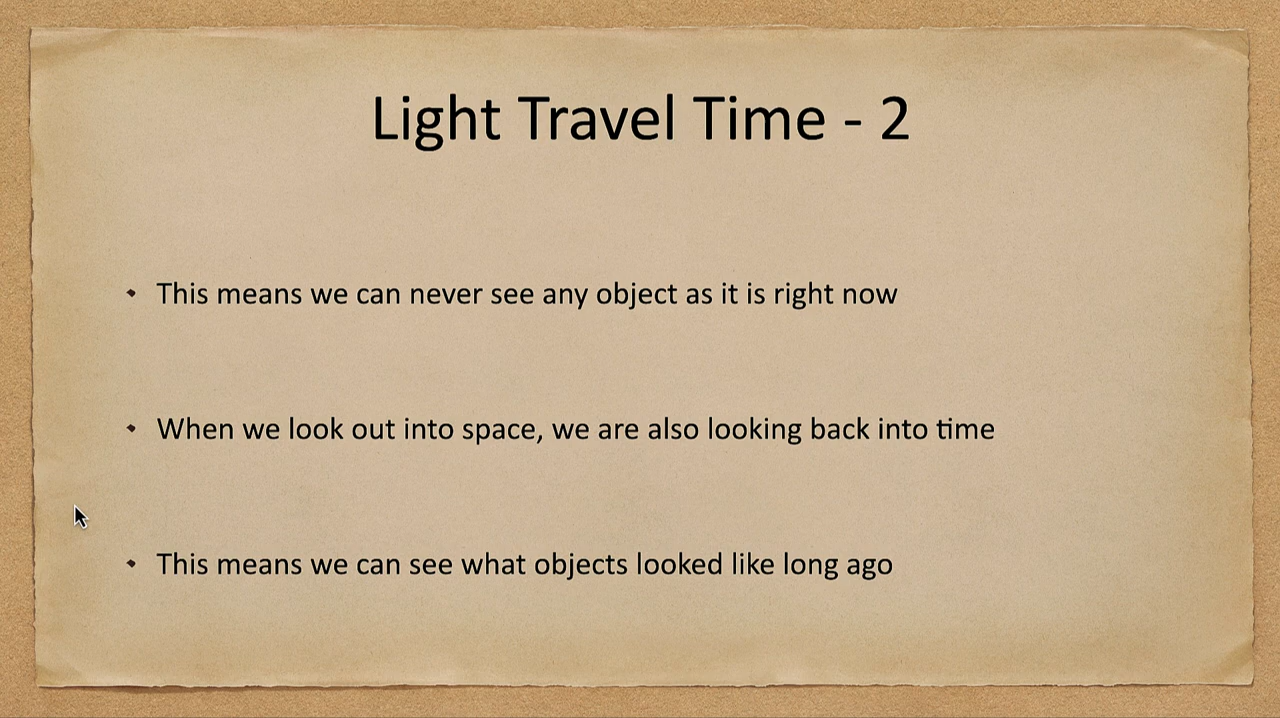 Light Travel Time - 2
This means we can never see any object as it is right now
When we look out into space, we are also looking back into time
This means we can see what objects looked like long ago